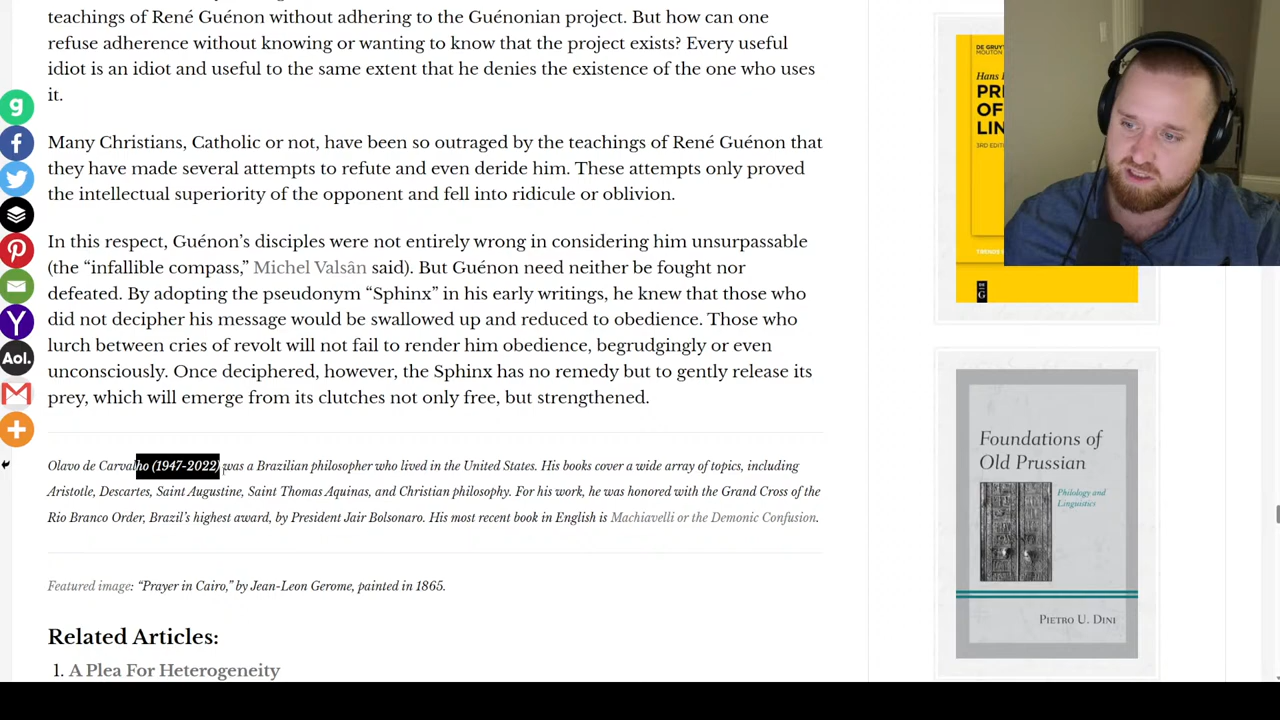 teachings of René Guénon without adhering to the Guénonian project. But how can one
refuse adherence without knowing or wanting to know that the project exists? Every useful
idiot is an idiot and useful to the same extent that he denies the existence of the one who uses
it.
Many Christians, Catholic or not, have been so outraged by the teachings of René Guénon that
they have made several attempts to refute and even deride him. These attempts only proved
the intellectual superiority of the opponent and fell into ridicule or oblivion.
In this respect, Guénon’s disciples were not entirely wrong in considering him unsurpassable
(the “infallible compass,” Michel Valsân said). But Guénon need neither be fought nor
defeated. By adopting the pseudonym “Sphinx” in his early writings, he knew that those who
did not decipher his message would be swallowed up and reduced to obedience. Those who
lurch between cries of revolt will not fail to render him obedience, begrudgingly or even
unconsciously. Once deciphered, however, the Sphinx has no remedy but to gently release its
prey, which will emerge from its clutches not only free, but strengthened.
Olavo de Carvalho (1947-2022) was a Brazilian philosopher who lived in the United States. His books cover a wide array of topics, including
Aristotle, Descartes, Saint Augustine, Saint Thomas Aquinas, and Christian philosophy. For his work, he was honored with the Grand Cross of the
Rio Branco Order, Brazil’s highest award, by President Jair Bolsonaro. His most recent book in English is Machiavelli or the Demonic Confusion.
Featured image: “Prayer in Cairo,” by Jean-Leon Gerome, painted in 1865.
Related Articles:
1. A Plea For Heterogeneity
Aol.
DE GRUY
MOUTON
Hans
PR
OF
LIN
3RD EDITI
TRENDS
DE
G
Foundations of
Old Prussian
Philology and
Linguistics
PIETRO U. DINI